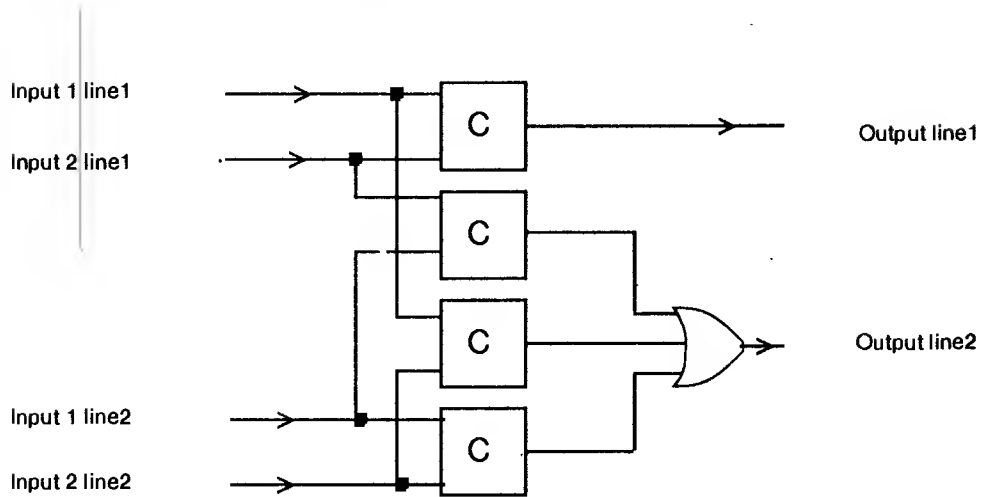 Input 1 line1
C
Output line1
Input 2 line1
C
C
Output line2
Input 1 line2
C
Input 2 line2